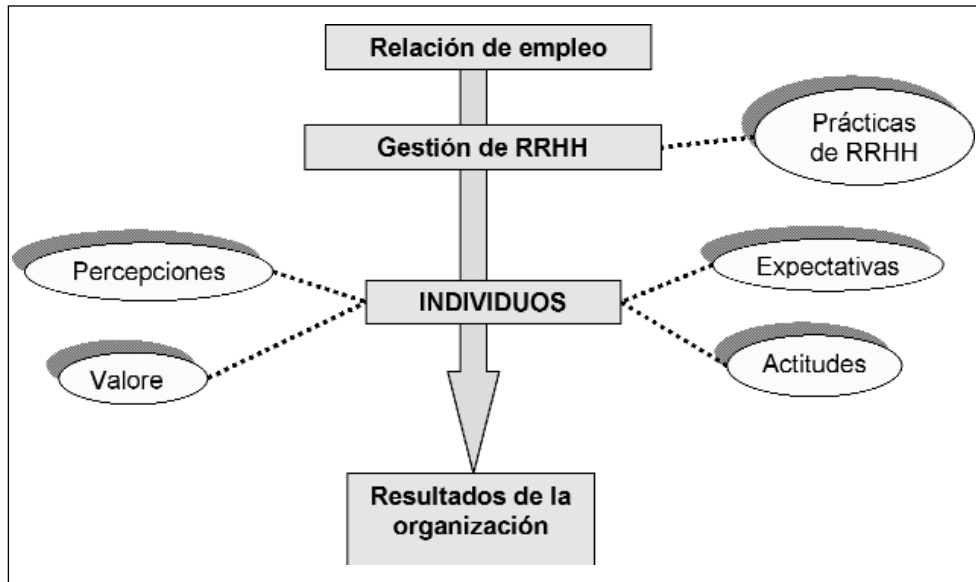 Relación de empleo
Gestión de RRHH
Prácticas
de RRHH
Percepciones
Expectativas
INDIVIDUOS
Valore
Actitudes
Resultados de la
organización